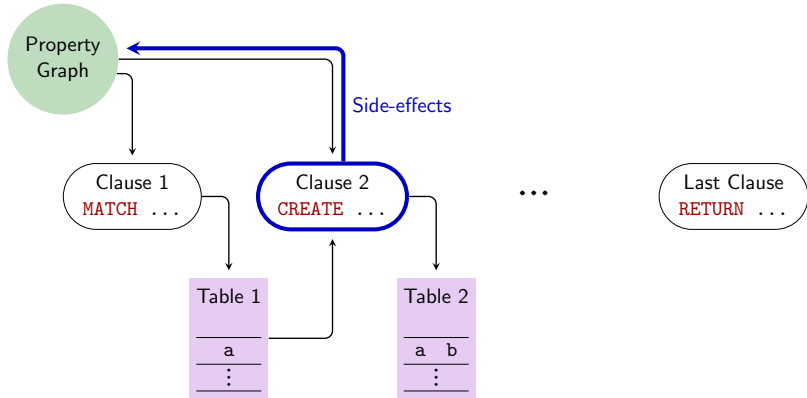 Property
Graph
Side-effects
Clause 1
MATCH ...
Clause 2
CREATE ...
...
Last Clause
RETURN ...
Table 1
a
⋮
Table 2
a b
⋮